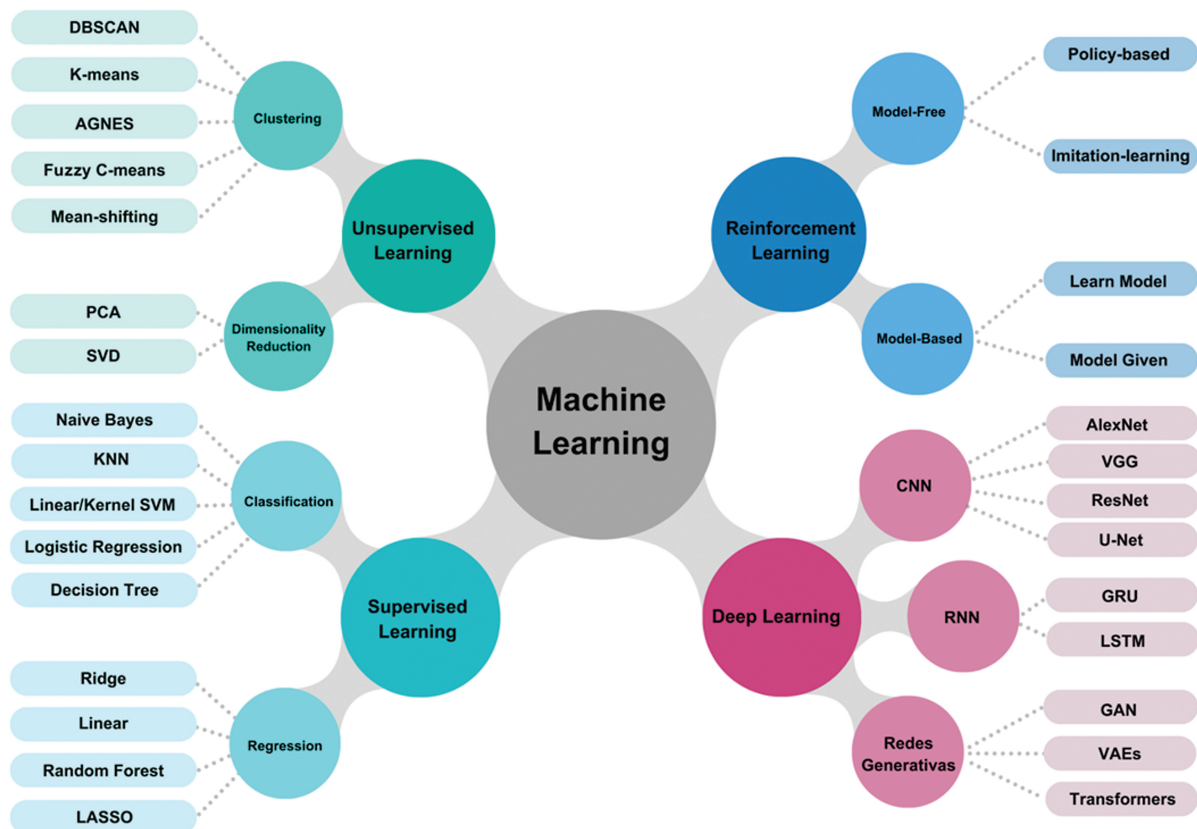 DBSCAN
K-means
AGNES
Fuzzy C-means
Mean-shifting
Clustering
Unsupervised
Learning
PCA
SVD
Dimensionality
Reduction
Naive Bayes
KNN
Linear/Kernel SVM
Logistic Regression
Decision Tree
Classification
Supervised
Learning
Ridge
Linear
Random Forest
LASSO
Regression
Machine
Learning
Reinforcement
Learning
Model-Free
Policy-based
Imitation-learning
Model-Based
Learn Model
Model Given
Deep Learning
CNN
AlexNet
VGG
ResNet
U-Net
RNN
GRU
LSTM
Redes
Generativas
GAN
VAEs
Transformers